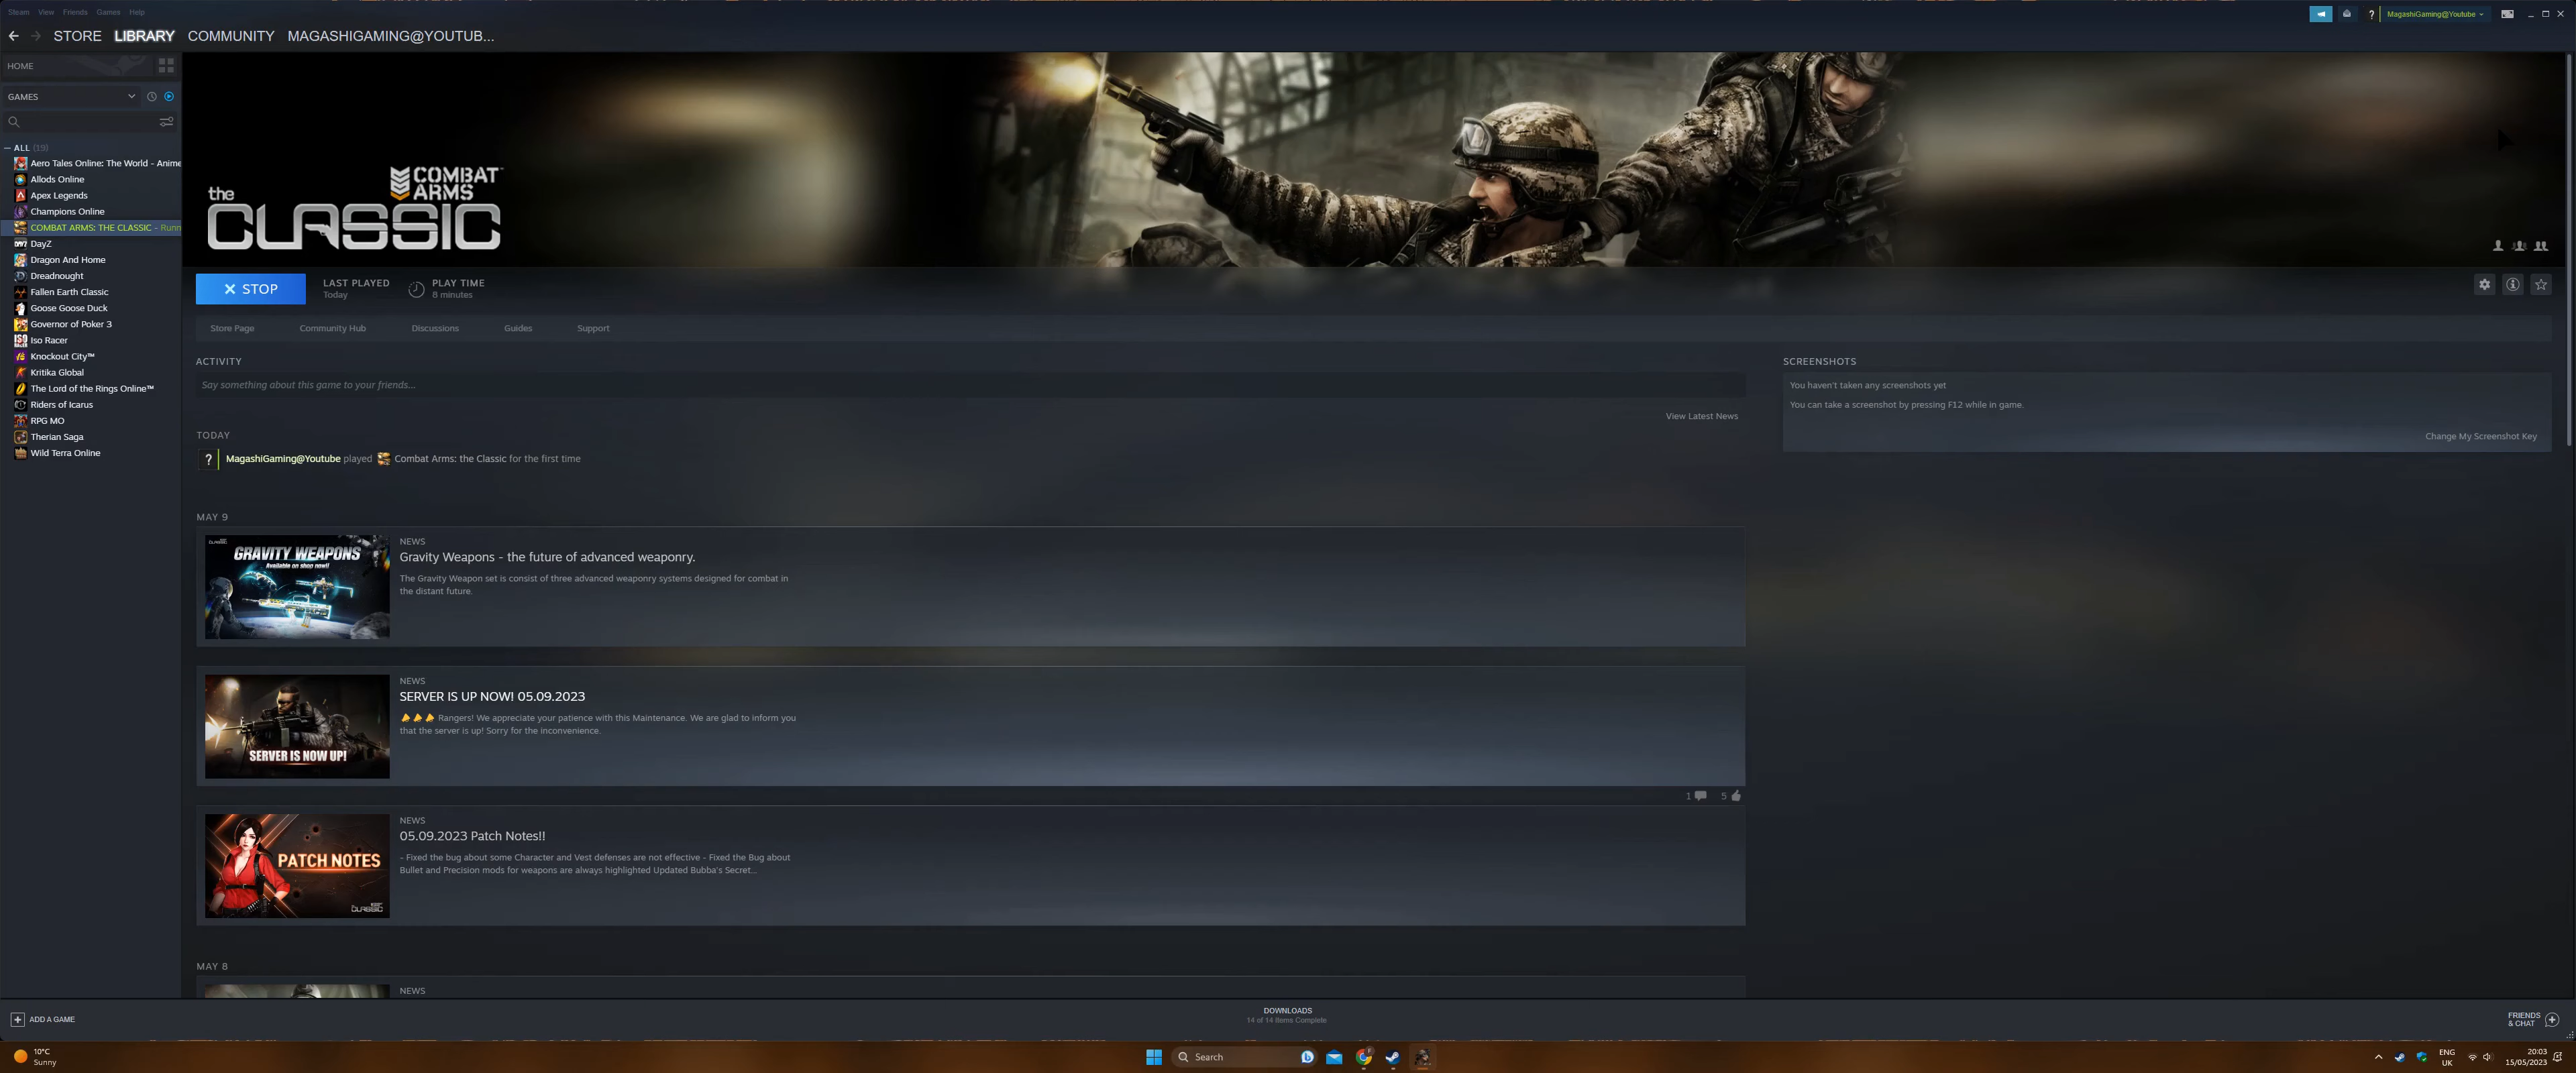 Steam View Friends Games Help
MagashiGaming@Youtube
STORE LIBRARY COMMUNITY MAGASHIGAMING@YOUTUB...
HOME
GAMES
ALL (19)
Aero Tales Online: The World - Anime
Allods Online
Apex Legends
Champions Online
COMBAT ARMS: THE CLASSIC - Runn
DayZ
Dragon And Home
Dreadnought
Fallen Earth Classic
Goose Goose Duck
Governor of Poker 3
Iso Racer
Knockout City™
Kritika Global
The Lord of the Rings Online™
Riders of Icarus
RPG MO
Therian Saga
Wild Terra Online
COMBAT
ARMS
the
CLASSIC
STOP
LAST PLAYED
Today
PLAY TIME
8 minutes
Store Page Community Hub Discussions Guides Support
ACTIVITY
Say something about this game to your friends...
View Latest News
TODAY
? MagashiGaming@Youtube played Combat Arms: the Classic for the first time
SCREENSHOTS
You haven't taken any screenshots yet
You can take a screenshot by pressing F12 while in game.
Change My Screenshot Key
MAY 9
GRAVITY WEAPONS
Available on shop now!
NEWS
Gravity Weapons - the future of advanced weaponry.
The Gravity Weapon set is consist of three advanced weaponry systems designed for combat in
the distant future.
SERVER IS NOW UP!
NEWS
SERVER IS UP NOW! 05.09.2023
Rangers! We appreciate your patience with this Maintenance. We are glad to inform you
that the server is up! Sorry for the inconvenience.
1 5
PATCH NOTES
CLASSIC
NEWS
05.09.2023 Patch Notes!!
- Fixed the bug about some Character and Vest defenses are not effective - Fixed the Bug about
Bullet and Precision mods for weapons are always highlighted Updated Bubba's Secret...
MAY 8
NEWS
ADD A GAME
DOWNLOADS
14 of 14 Items Complete
FRIENDS
& CHAT
10°C
Sunny
Search
ENG
UK
20:03
15/05/2023